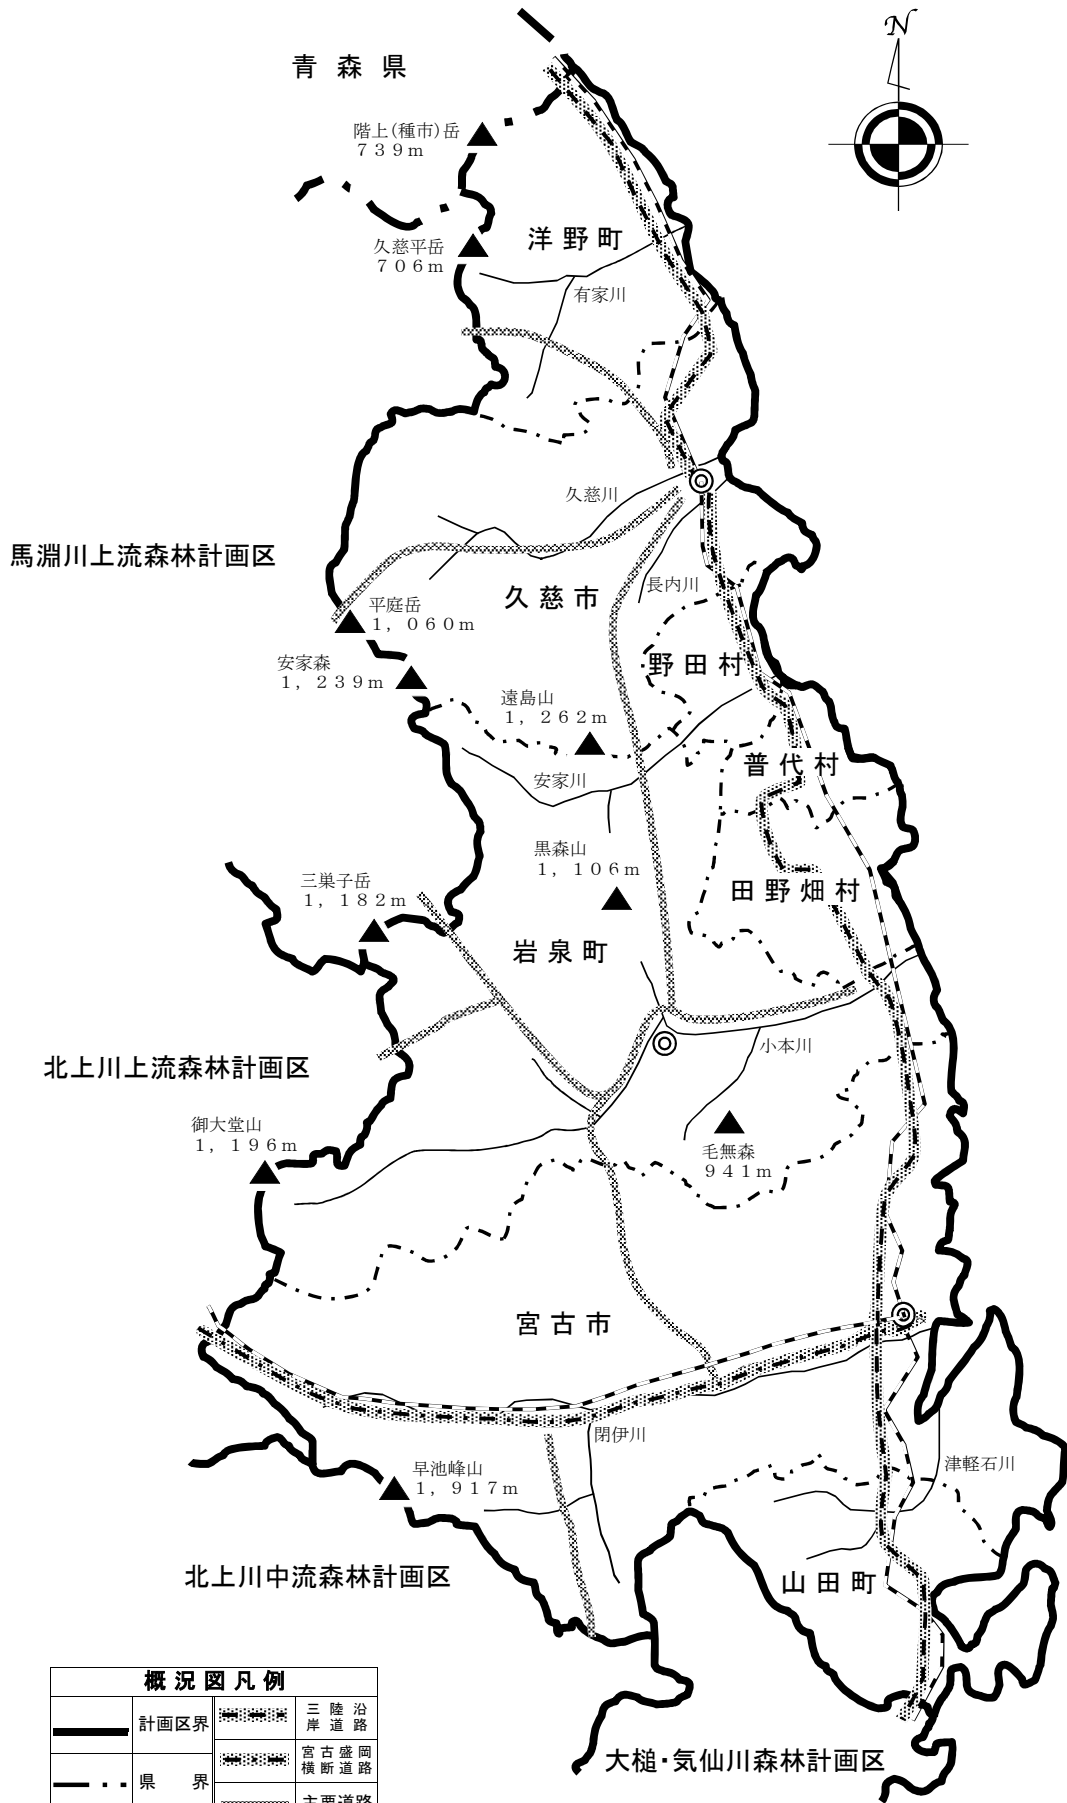 N
青森県
階上(種市)岳
７３９ｍ
久慈平岳
７０６ｍ
洋野町
有家川
久慈川
馬淵川上流森林計画区
久慈市
長内川
平庭岳
１，０６０ｍ
安家森
１，２３９ｍ
野田村
遠島山
１，２６２ｍ
普代村
安家川
黒森山
１，１０６ｍ
三巣子岳
１，１８２ｍ
田野畑村
岩泉町
小本川
北上川上流森林計画区
御大堂山
１，１９６ｍ
毛無森
９４１ｍ
宮古市
閉伊川
早池峰山
１，９１７ｍ
津軽石川
北上川中流森林計画区
山田町
概況図凡例
計画区界
三陸沿
岸道路
宮古盛岡
横断道路
県界
主要道路
大槌・気仙川森林計画区